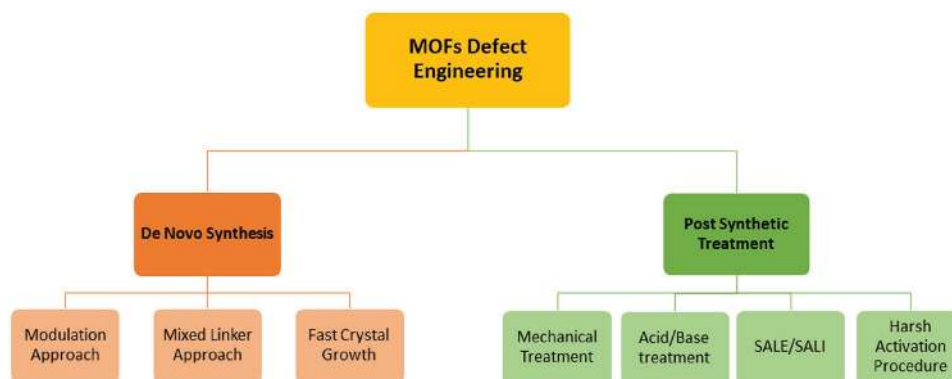 MOFs Defect
Engineering
De Novo Synthesis
Post Synthetic
Treatment
Modulation
Approach
Mixed Linker
Approach
Fast Crystal
Growth
Mechanical
Treatment
Acid/Base
treatment
SALE/SALI
Harsh
Activation
Procedure